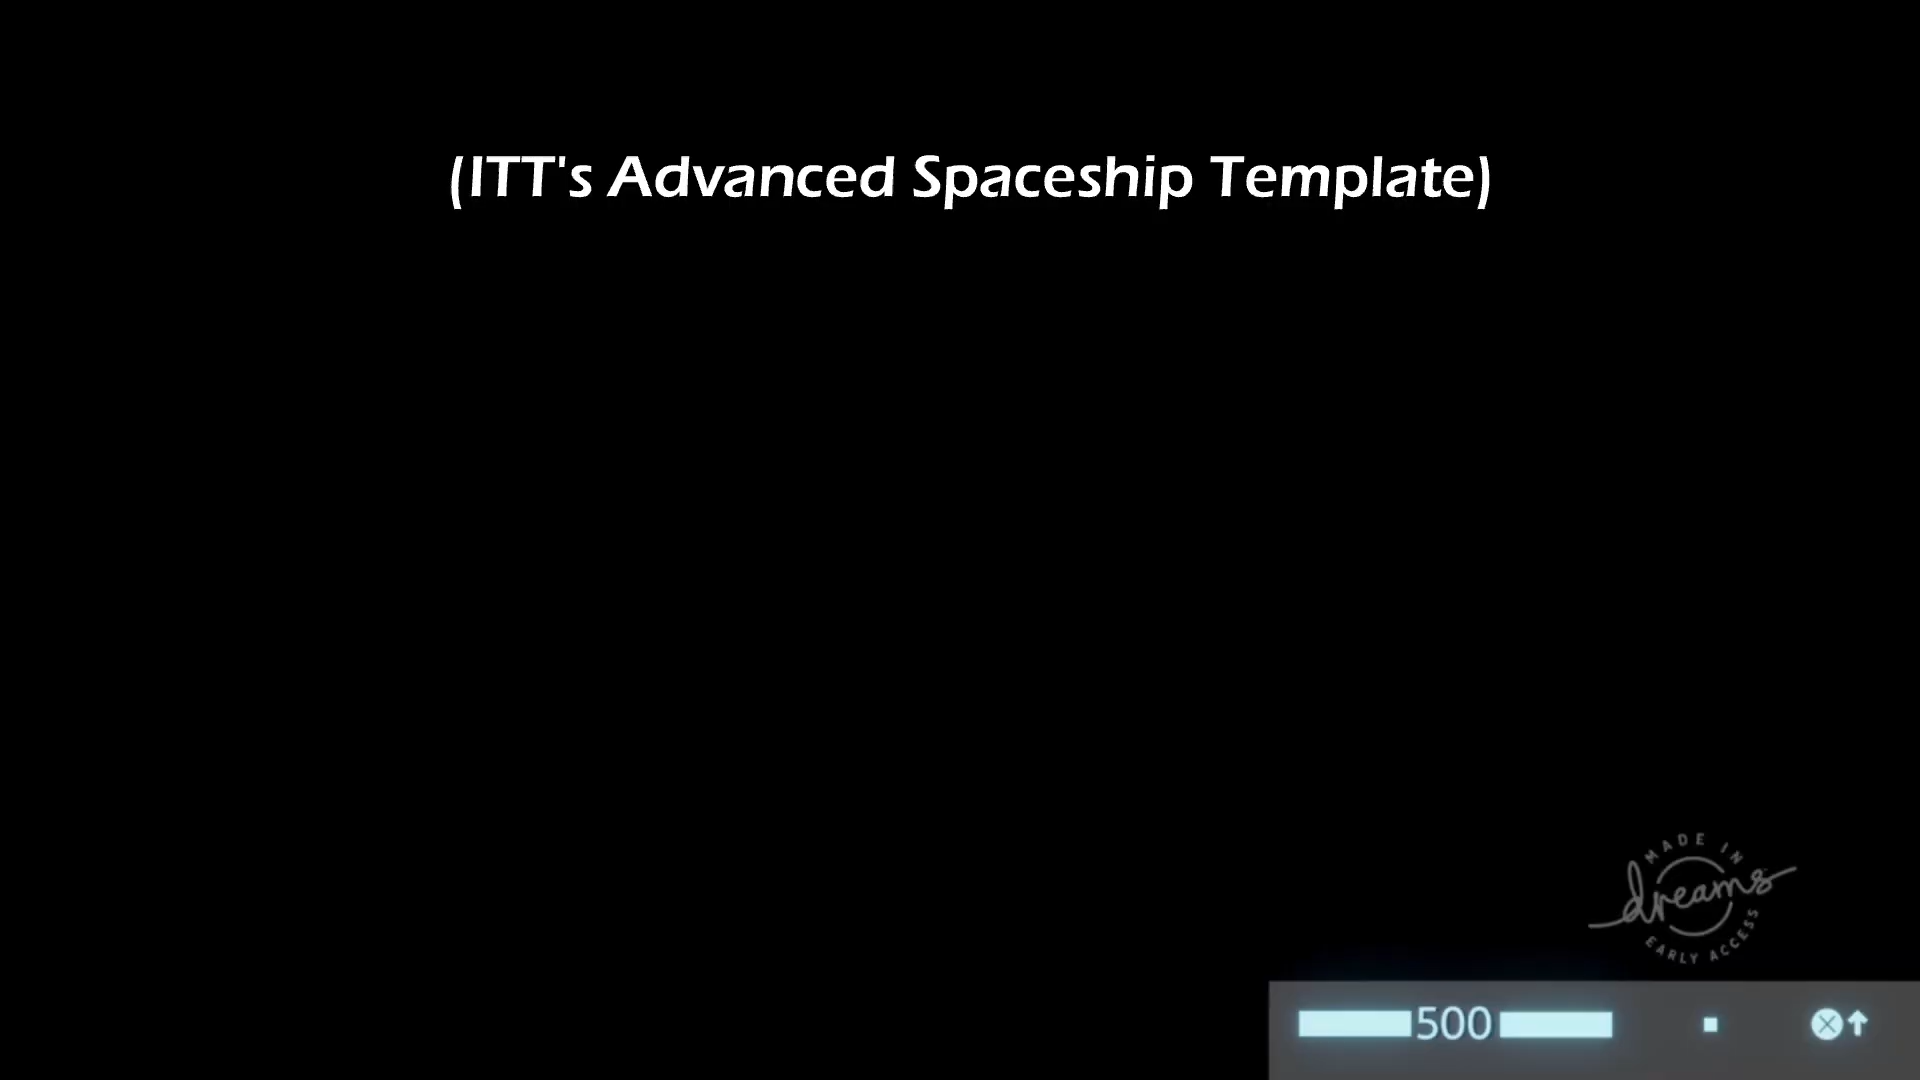 (ITT's Advanced Spaceship Template)
MADE IN
dreams
EARLY ACCESS
500